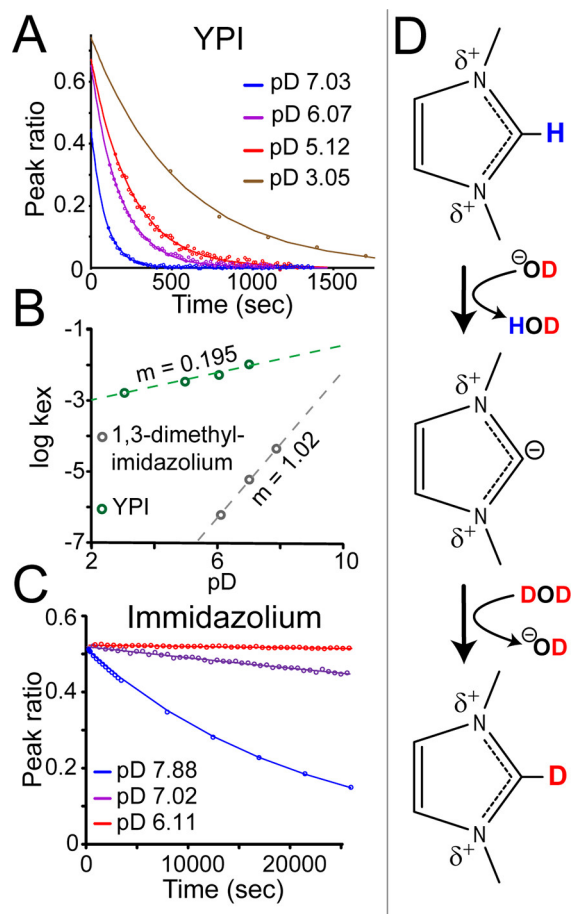 A
YPI
Peak ratio
0.6
0.4
0.2
0
pD 7.03
pD 6.07
pD 5.12
pD 3.05
0
500
1000
1500
Time (sec)
B
log kex
-1
-3
-5
-7
m = 0.195
1,3-dimethyl-
imidazolium
YPI
m = 1.02
2
6
10
pD
C
Immidazolium
Peak ratio
0.6
0.4
0.2
0
pD 7.88
pD 7.02
pD 6.11
0
10000
20000
Time (sec)
D
δ+
N
H
N
δ+
⊖OD
HOD
δ+
N
⊖
N
δ+
DOD
⊖OD
δ+
N
D
N
δ+